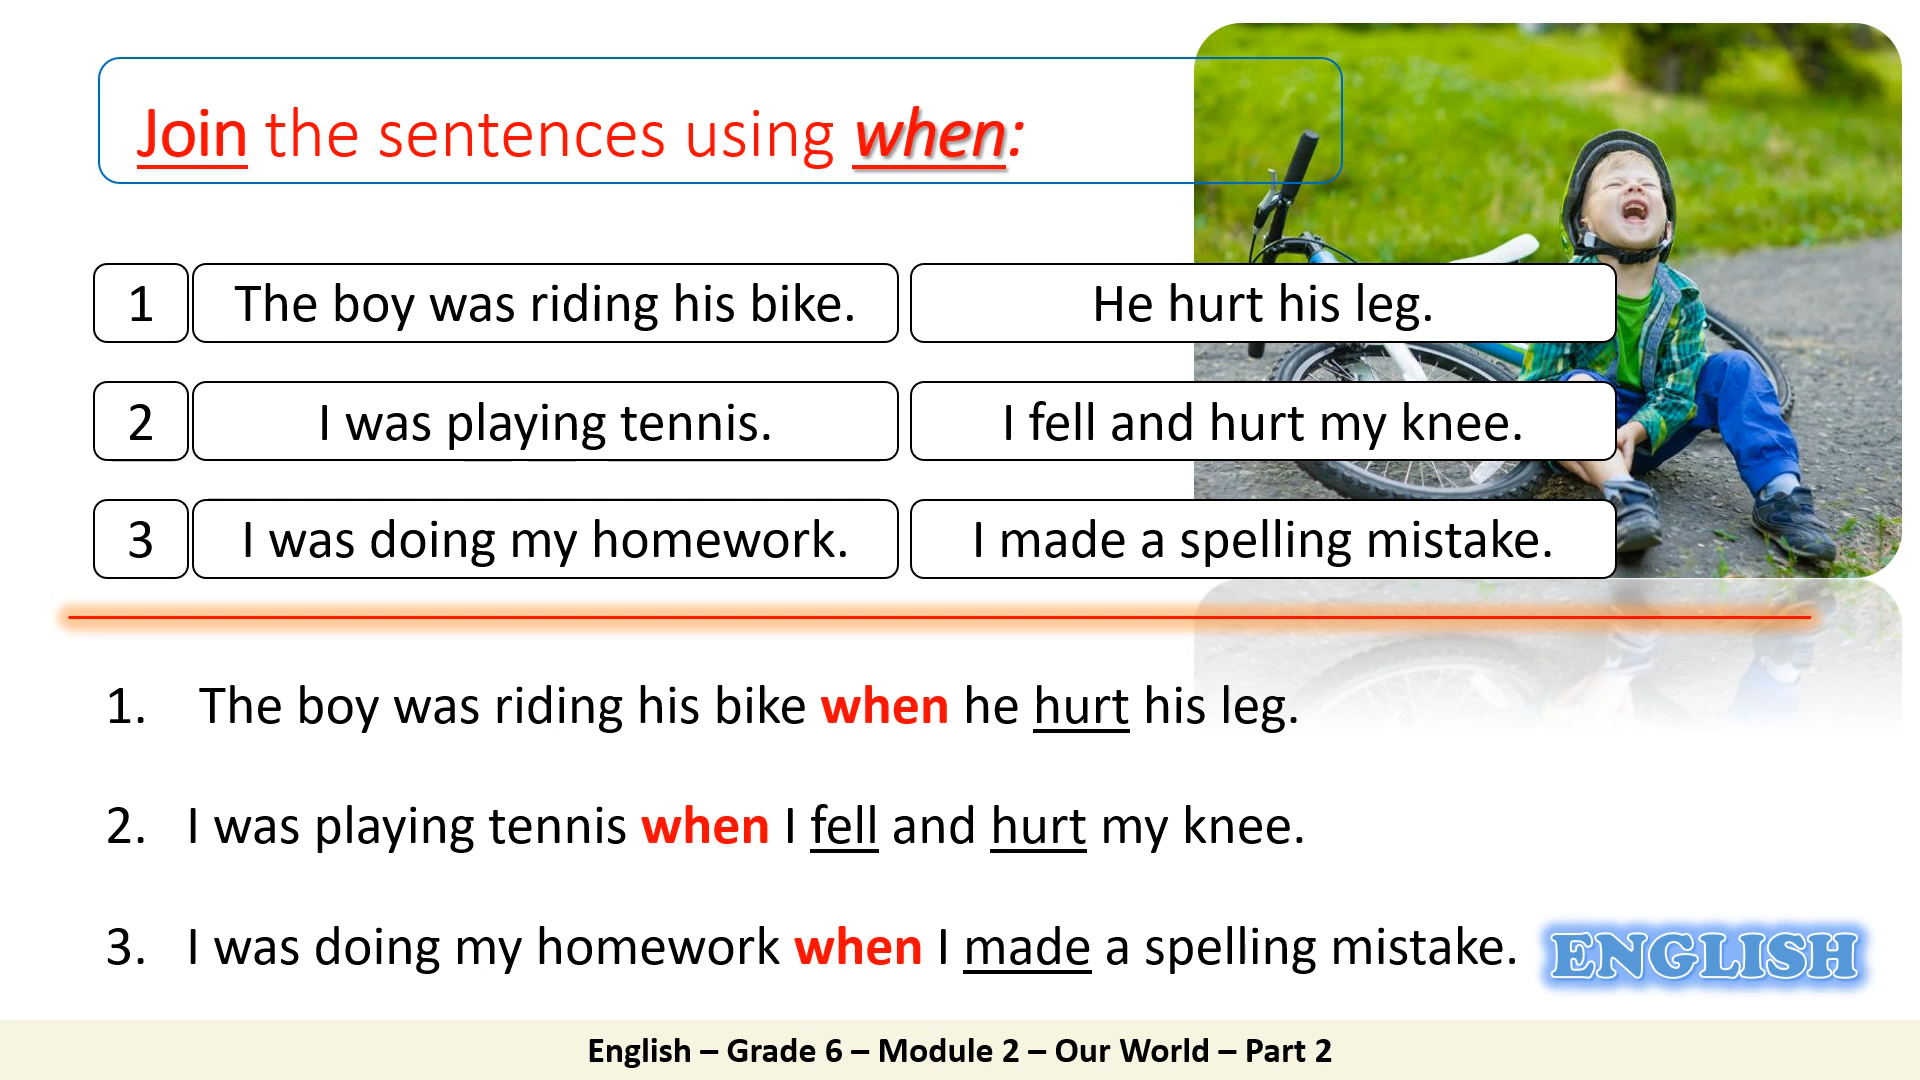 Join the sentences using when:
1 The boy was riding his bike. He hurt his leg.
2 I was playing tennis. I fell and hurt my knee.
3 I was doing my homework. I made a spelling mistake.
1. The boy was riding his bike when he hurt his leg.
2. I was playing tennis when I fell and hurt my knee.
3. I was doing my homework when I made a spelling mistake.
ENGLISH
English – Grade 6 – Module 2 – Our World – Part 2